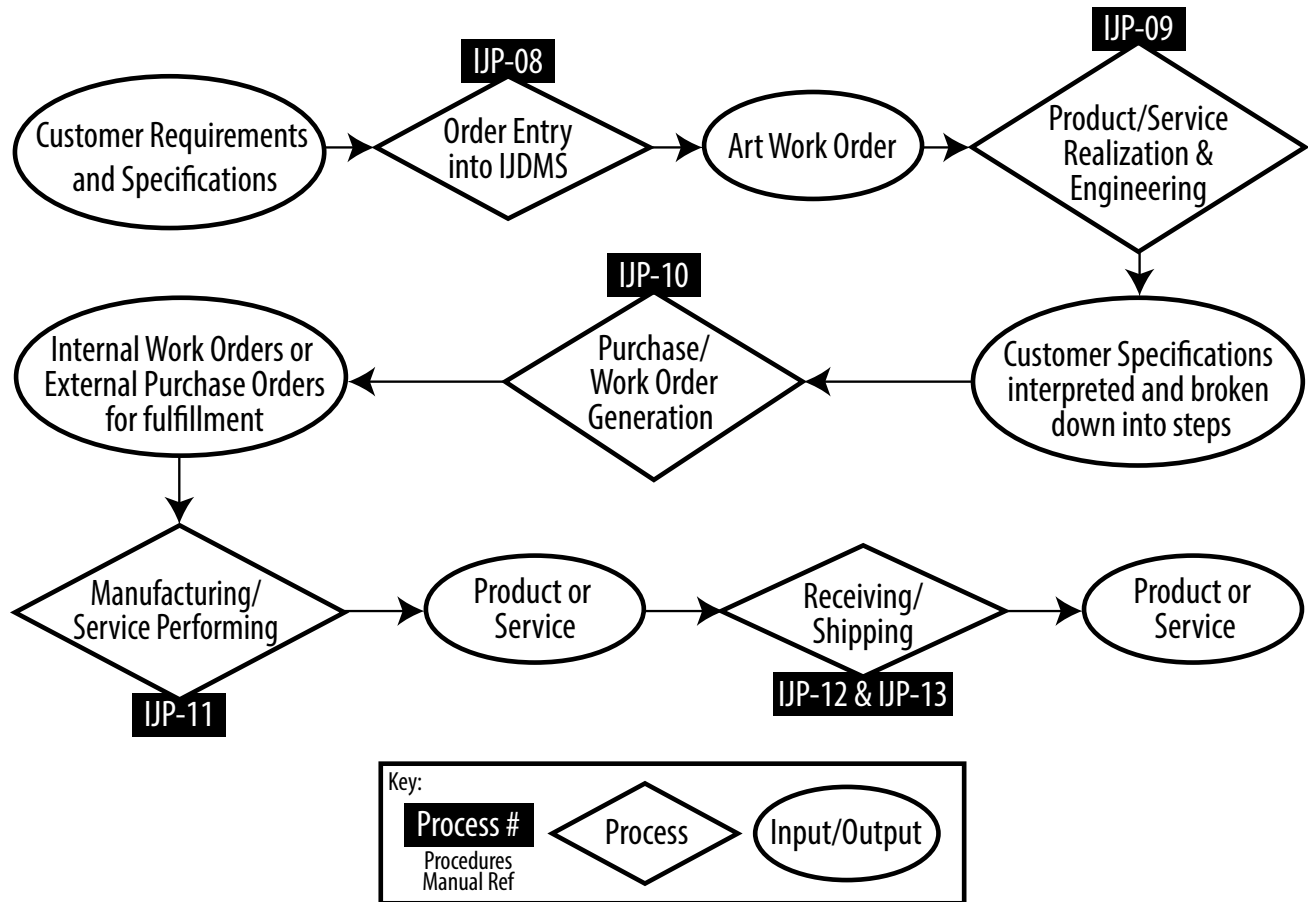 IJP-08
IJP-09
Customer Requirements
and Specifications
Order Entry
into IJDMS
Art Work Order
Product/Service
Realization &
Engineering
IJP-10
Internal Work Orders or
External Purchase Orders
for fulfillment
Purchase/
Work Order
Generation
Customer Specifications
interpreted and broken
down into steps
Manufacturing/
Service Performing
IJP-11
Product or
Service
Receiving/
Shipping
IJP-12 & IJP-13
Product or
Service
Key:
Process #
Procedures
Manual Ref
Process
Input/Output